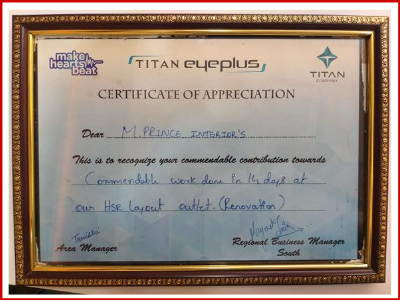 make hearts beat
TITAN eyeplus
TITAN
COMPANY
CERTIFICATE OF APPRECIATION
Dear M. PRINCE INTERIOR'S
This is to recognize your commendable contribution towards
Commendable work done in 14 days at
our HSR Layout outlet. (Renovation)
Area Manager
Regional Business Manager
South